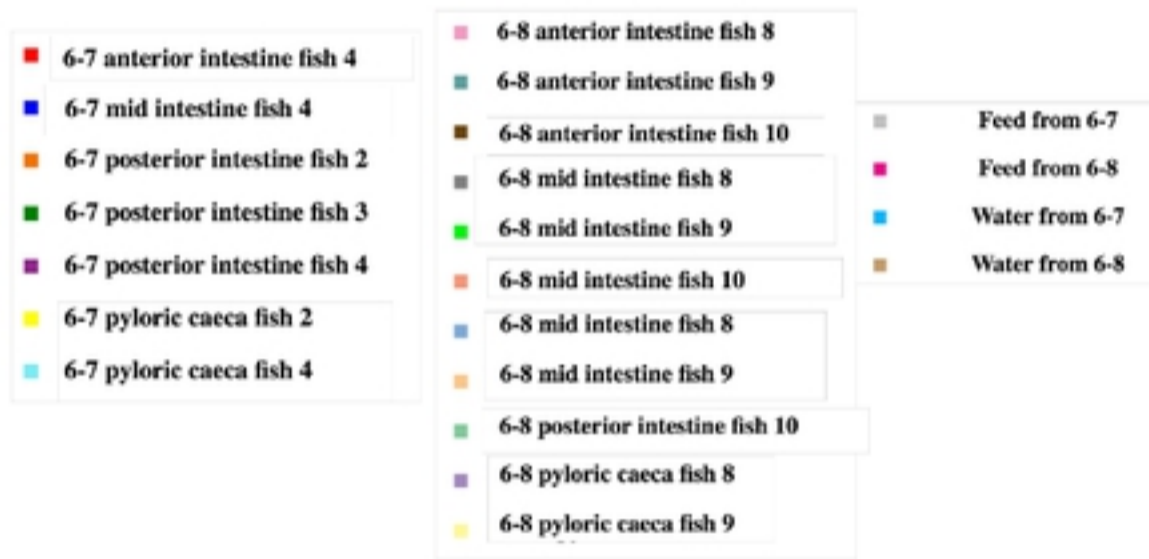 6-7 anterior intestine fish 4
6-7 mid intestine fish 4
6-7 posterior intestine fish 2
6-7 posterior intestine fish 3
6-7 posterior intestine fish 4
6-7 pyloric caeca fish 2
6-7 pyloric caeca fish 4
6-8 anterior intestine fish 8
6-8 anterior intestine fish 9
6-8 anterior intestine fish 10
6-8 mid intestine fish 8
6-8 mid intestine fish 9
6-8 mid intestine fish 10
6-8 mid intestine fish 8
6-8 mid intestine fish 9
6-8 posterior intestine fish 10
6-8 pyloric caeca fish 8
6-8 pyloric caeca fish 9
Feed from 6-7
Feed from 6-8
Water from 6-7
Water from 6-8